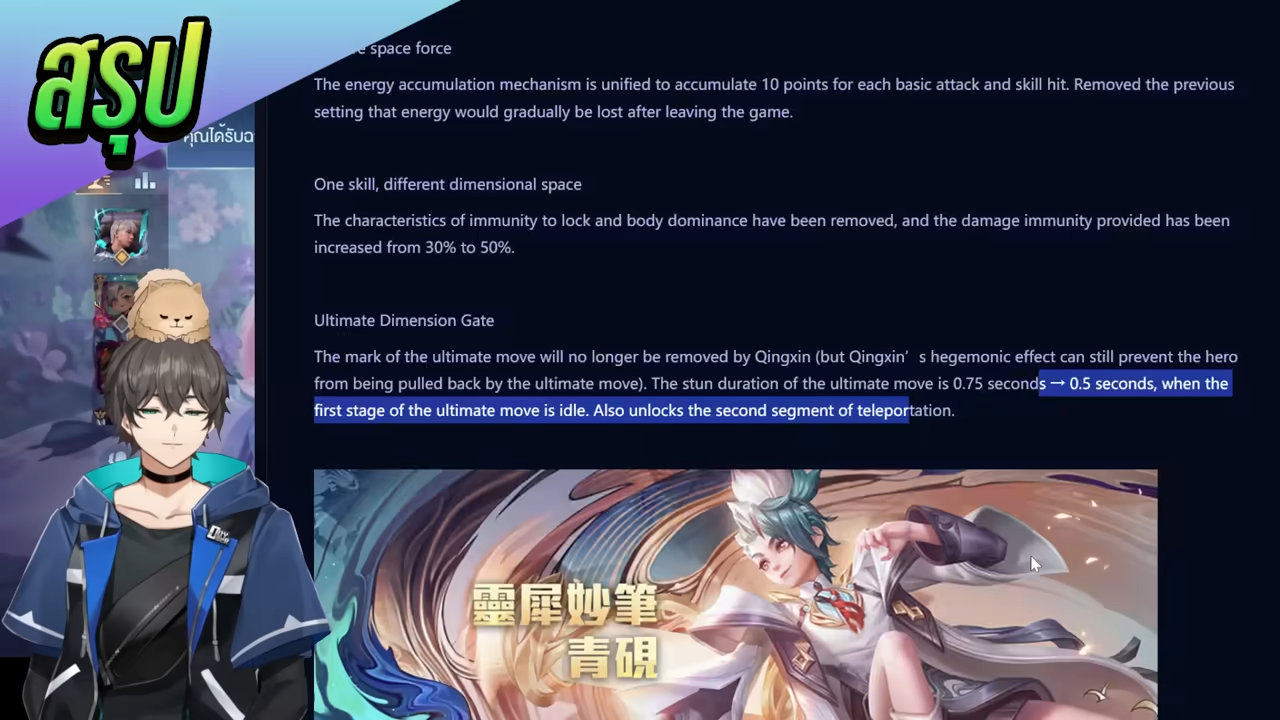 สรุป
คุณได้รับฉ
space force
The energy accumulation mechanism is unified to accumulate 10 points for each basic attack and skill hit. Removed the previous
setting that energy would gradually be lost after leaving the game.
One skill, different dimensional space
The characteristics of immunity to lock and body dominance have been removed, and the damage immunity provided has been
increased from 30% to 50%.
Ultimate Dimension Gate
The mark of the ultimate move will no longer be removed by Qingxin (but Qingxin’s hegemonic effect can still prevent the hero
from being pulled back by the ultimate move). The stun duration of the ultimate move is 0.75 seconds → 0.5 seconds, when the
first stage of the ultimate move is idle. Also unlocks the second segment of teleportation.
靈犀妙筆
青硯